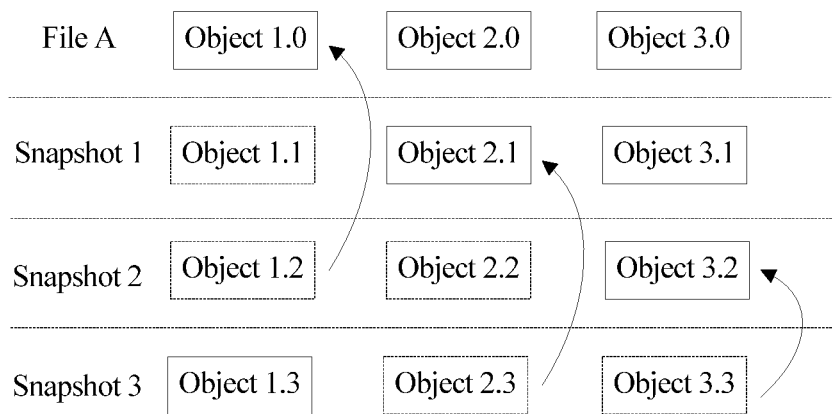 File A Object 1.0 Object 2.0 Object 3.0
Snapshot 1 Object 1.1 Object 2.1 Object 3.1
Snapshot 2 Object 1.2 Object 2.2 Object 3.2
Snapshot 3 Object 1.3 Object 2.3 Object 3.3